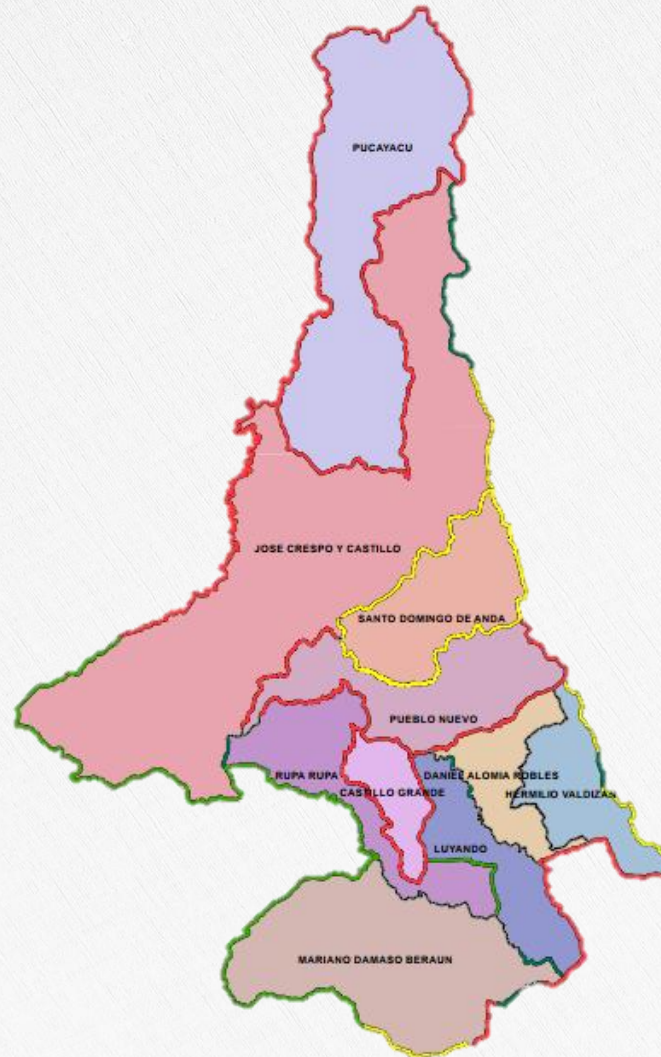 PUCAYACU
JOSE CRESPO Y CASTILLO
SANTO DOMINGO DE ANDA
PUEBLO NUEVO
RUPA RUPA
DANIEL ALOMIA ROBLES
CASTILLO GRANDE
HERMILIO VALDIZAN
LUYANDO
MARIANO DAMASO BERAUN